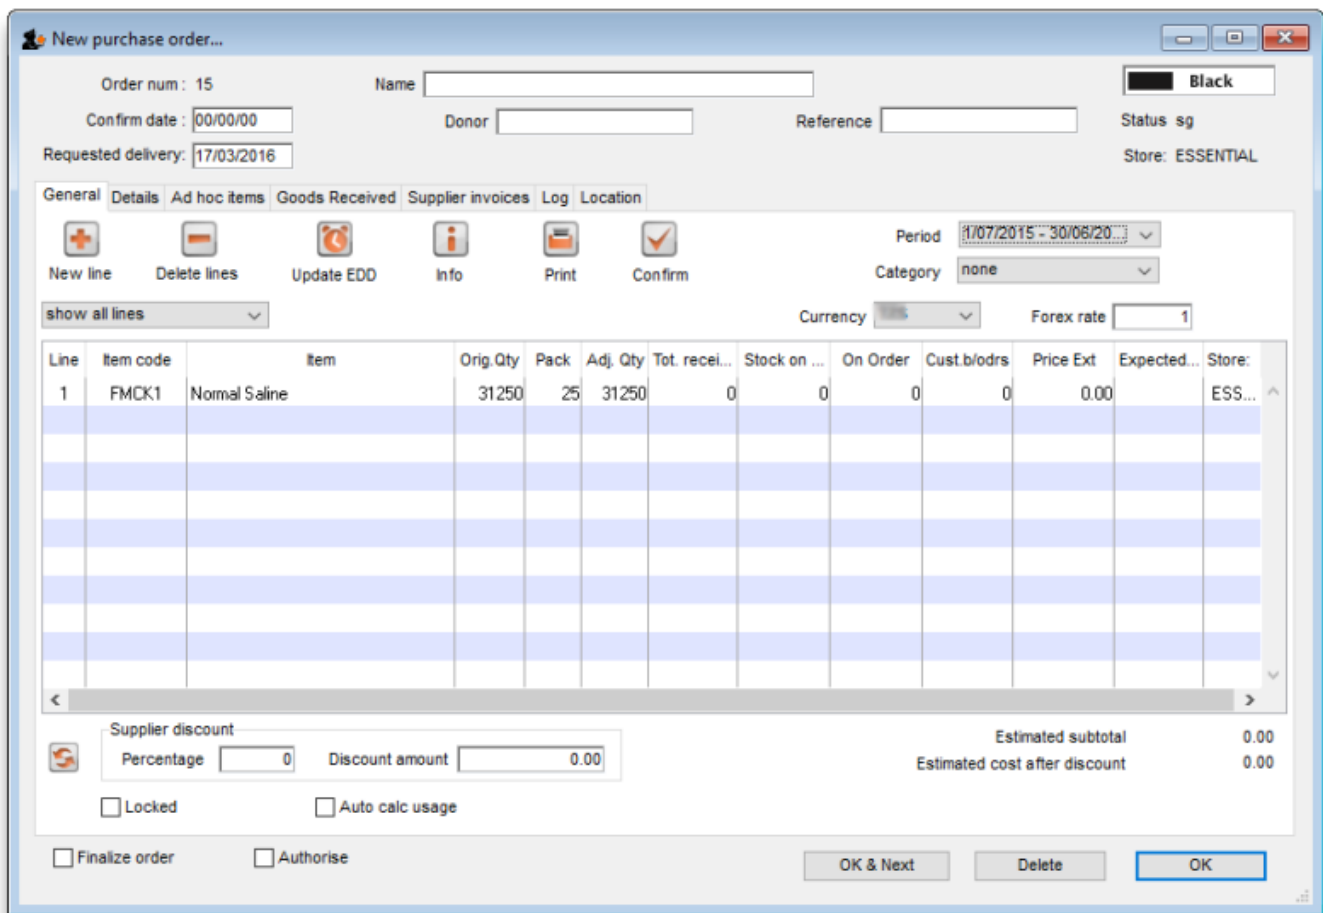 New purchase order...
Order num : 15
Name
Black
Confirm date : 00/00/00
Donor
Reference
Status sg
Requested delivery: 17/03/2016
Store: ESSENTIAL
General Details Ad hoc items Goods Received Supplier invoices Log Location
New line Delete lines Update EDD Info Print Confirm
Period 1/07/2015 - 30/06/20...
Category none
show all lines
Currency
Forex rate 1
Line Item code Item Orig.Qty Pack Adj. Qty Tot. recei... Stock on ... On Order Cust.b/odrs Price Ext Expected... Store:
1 FMCK1 Normal Saline 31250 25 31250 0 0 0 0 0.00 ESS...
Supplier discount
Percentage 0 Discount amount 0.00
Estimated subtotal 0.00
Estimated cost after discount 0.00
Locked Auto calc usage
Finalize order Authorise
OK & Next Delete OK